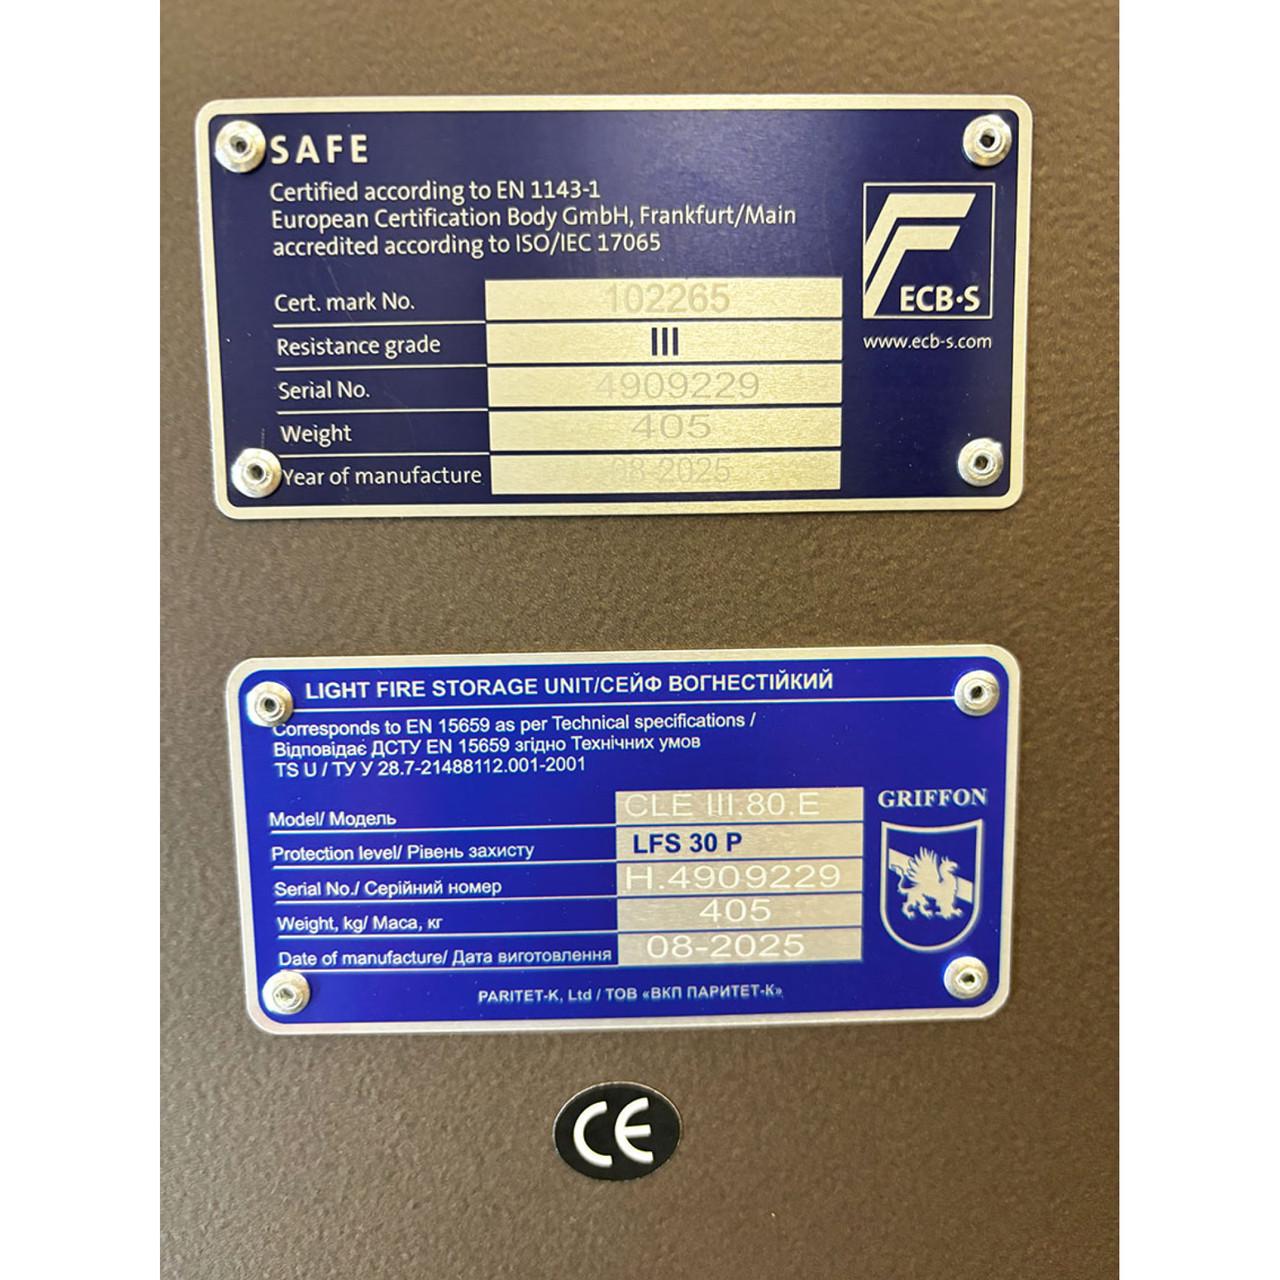 SAFE
Certified according to EN 1143-1
European Certification Body GmbH, Frankfurt/Main
accredited according to ISO/IEC 17065
ECB·S
www.ecb-s.com
Cert. mark No. 102265
Resistance grade III
Serial No. 4909229
Weight 405
Year of manufacture 08-2025
LIGHT FIRE STORAGE UNIT/СЕЙФ ВОГНЕСТІЙКИЙ
Corresponds to EN 15659 as per Technical specifications /
Відповідає ДСТУ EN 15659 згідно Технічних умов
TS U / ТУ У 28.7-21488112.001-2001
GRIFFON
Model/ Модель CLE III.80.E
Protection level/ Рівень захисту LFS 30 P
Serial No./ Серійний номер H.4909229
Weight, kg/ Маса, кг 405
Date of manufacture/ Дата виготовлення 08-2025
PARITET-K, Ltd / ТОВ «ВКП ПАРИТЕТ-К»
CE